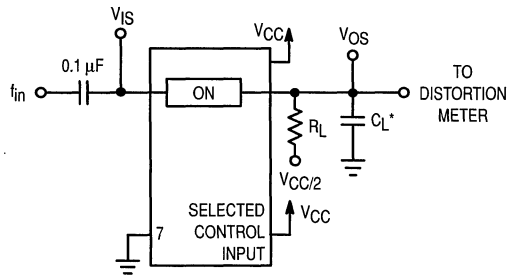 V_IS
V_CC
V_OS
0.1 µF
f_in
ON
TO
DISTORTION
METER
R_L
C_L*
V_CC/2
SELECTED
CONTROL
INPUT
V_CC
7